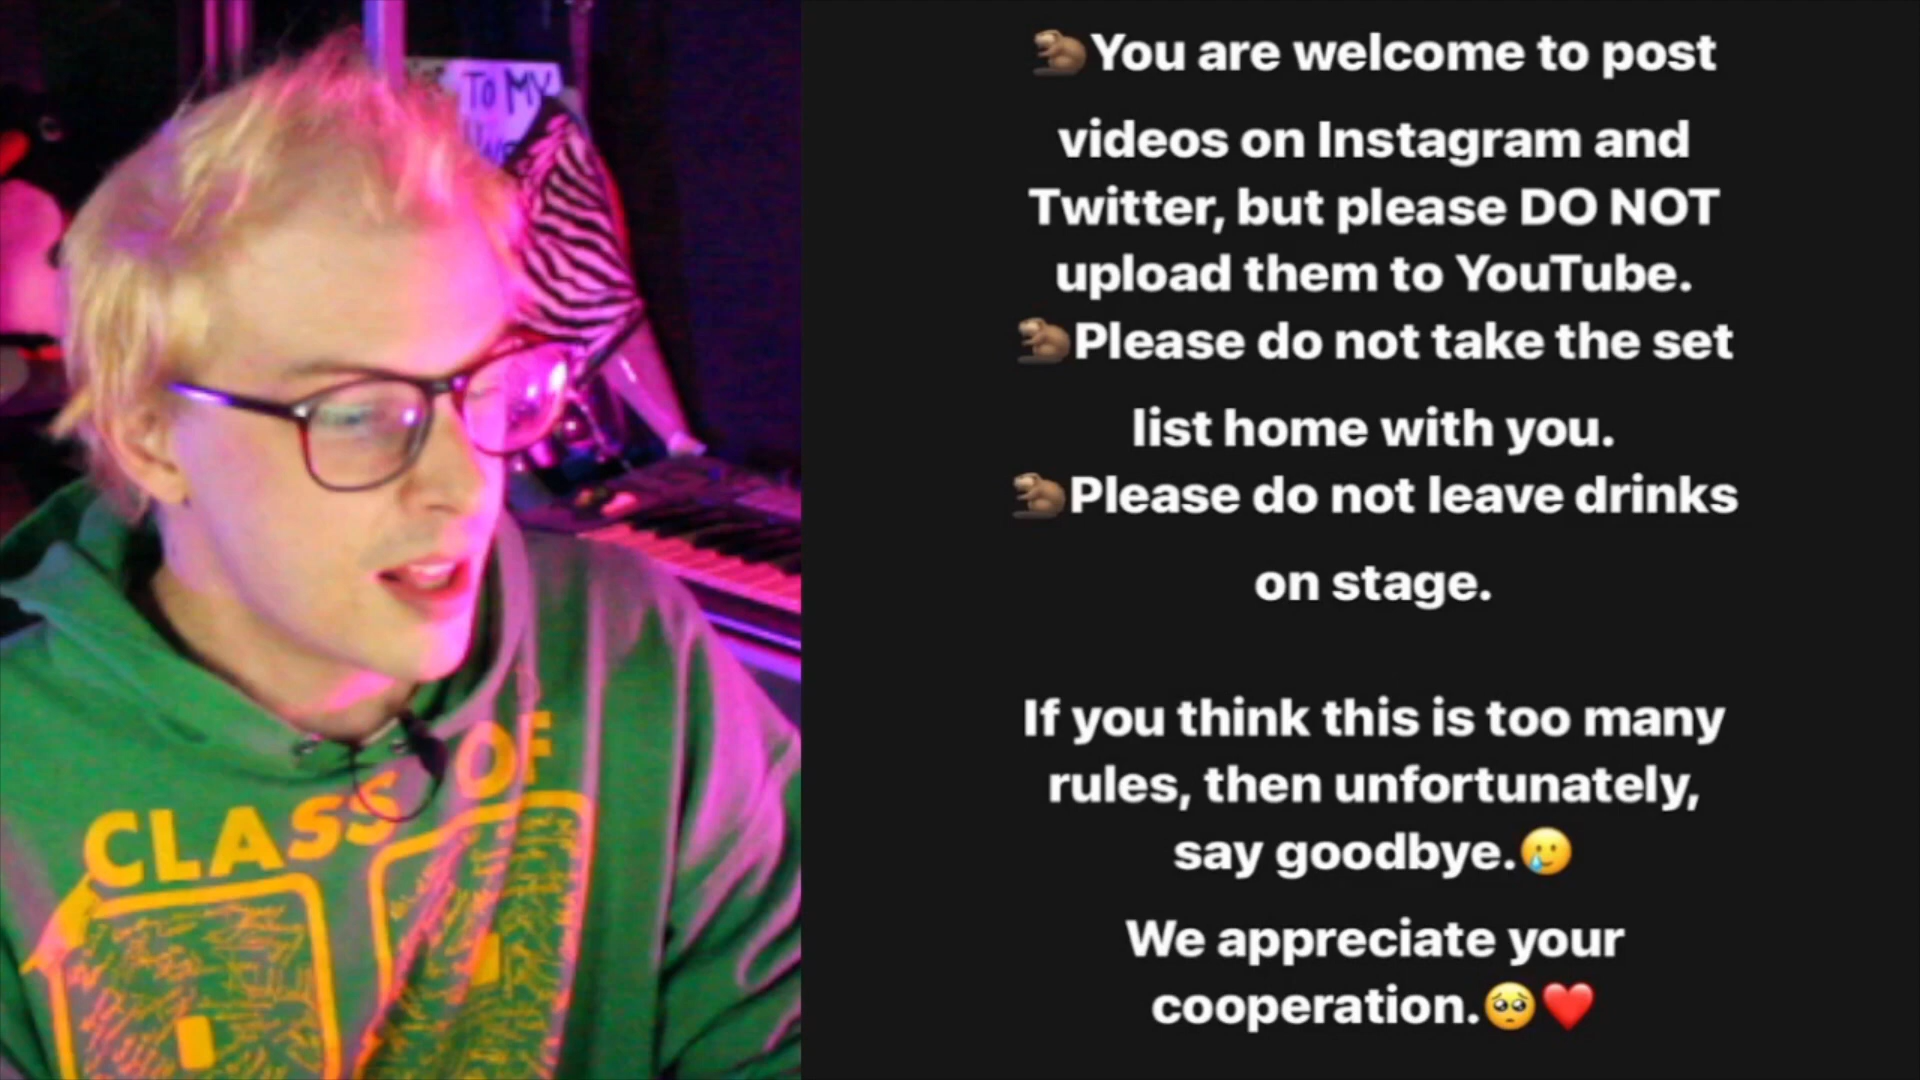 TO MY
CLASS OF
🦫You are welcome to post
videos on Instagram and
Twitter, but please DO NOT
upload them to YouTube.
🦫Please do not take the set
list home with you.
🦫Please do not leave drinks
on stage.
If you think this is too many
rules, then unfortunately,
say goodbye.🥲
We appreciate your
cooperation.🥺❤️